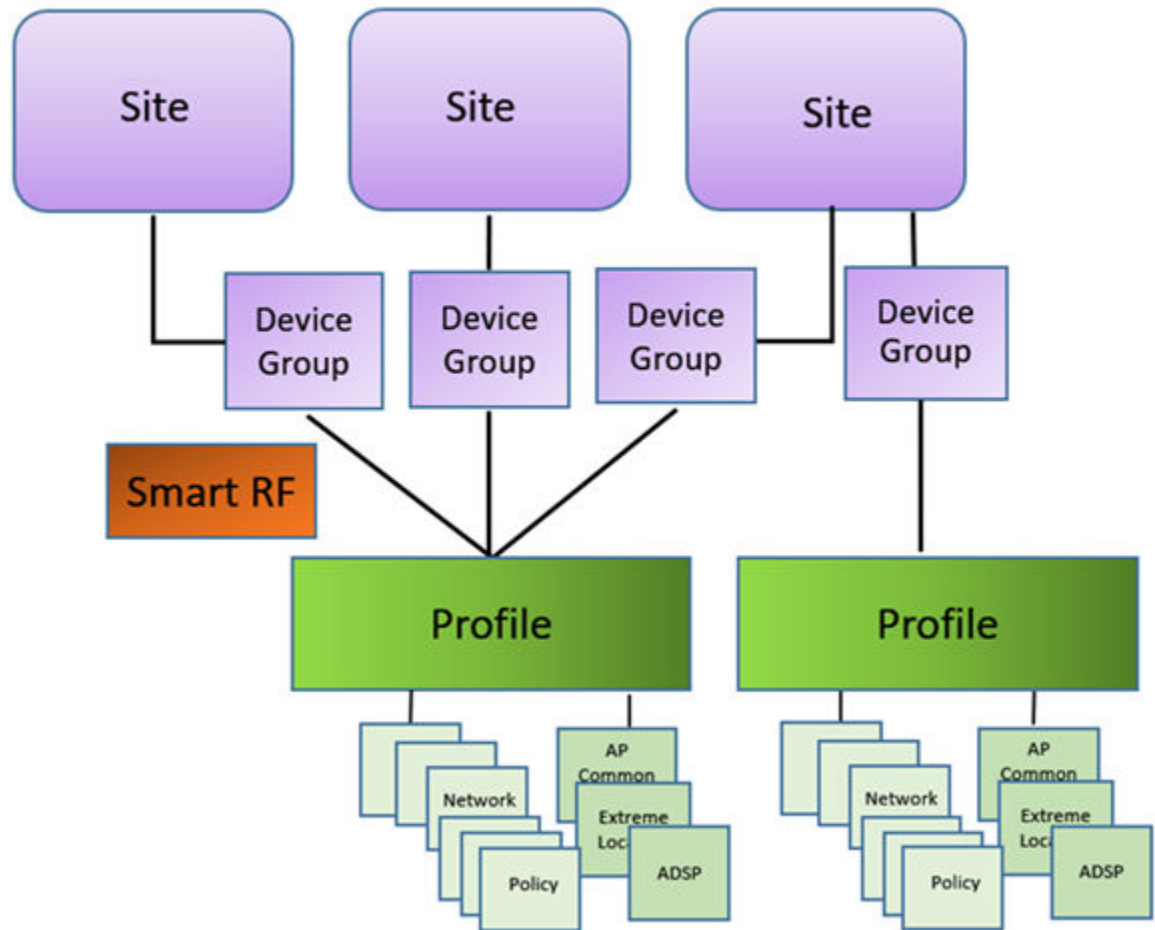 Site
Site
Site
Device
Group
Device
Group
Device
Group
Device
Group
Smart RF
Profile
Profile
Network
Policy
AP
Common
Extreme
ADSP
Network
Policy
AP
Common
Extreme
ADSP